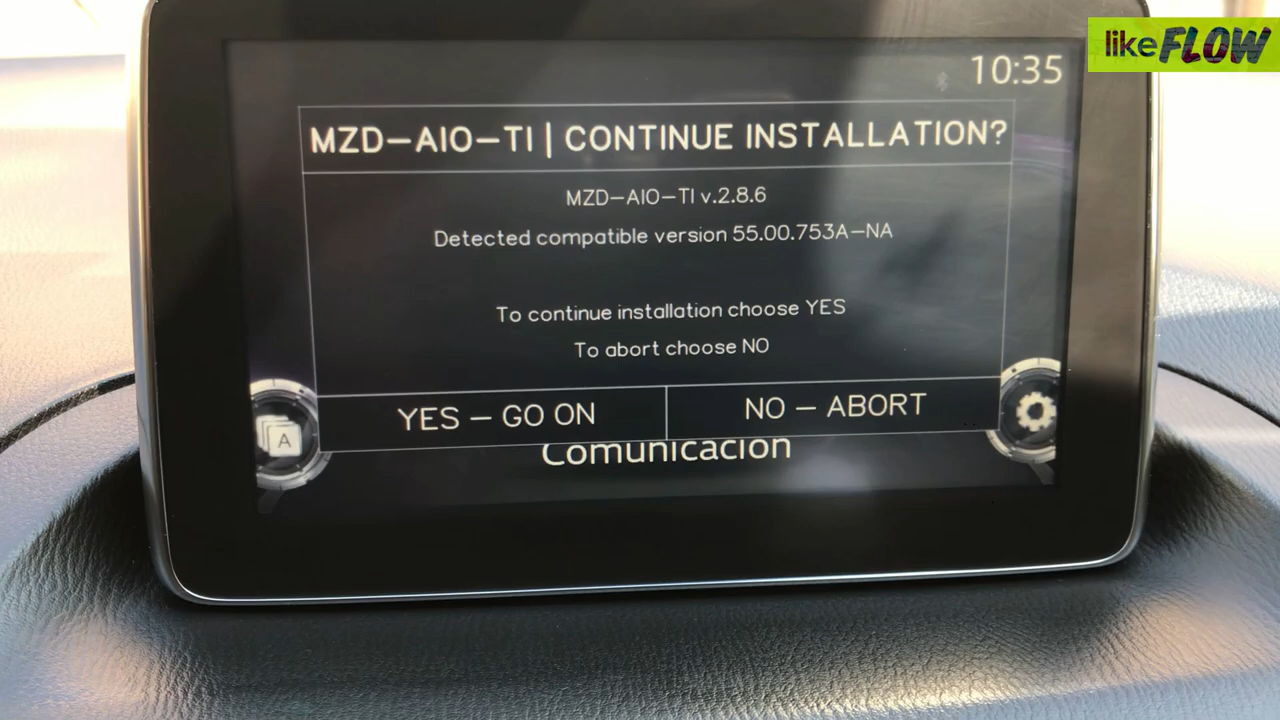 likeFLOW
10:35
MZD-AIO-TI | CONTINUE INSTALLATION?
MZD-AIO-TI v.2.8.6
Detected compatible version 55.00.753A-NA
To continue installation choose YES
To abort choose NO
YES - GO ON
NO - ABORT
A
Comunicación